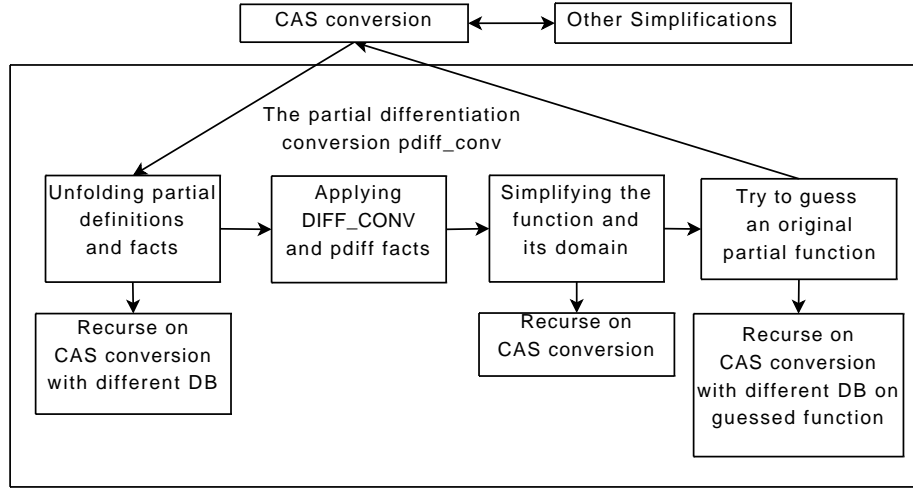 CAS conversion
Other Simplifications
The partial differentiation
conversion pdiff_conv
Unfolding partial
definitions
and facts
Applying
DIFF_CONV
and pdiff facts
Simplifying the
function and
its domain
Try to guess
an original
partial function
Recurse on
CAS conversion
with different DB
Recurse on
CAS conversion
Recurse on
CAS conversion
with different DB on
guessed function